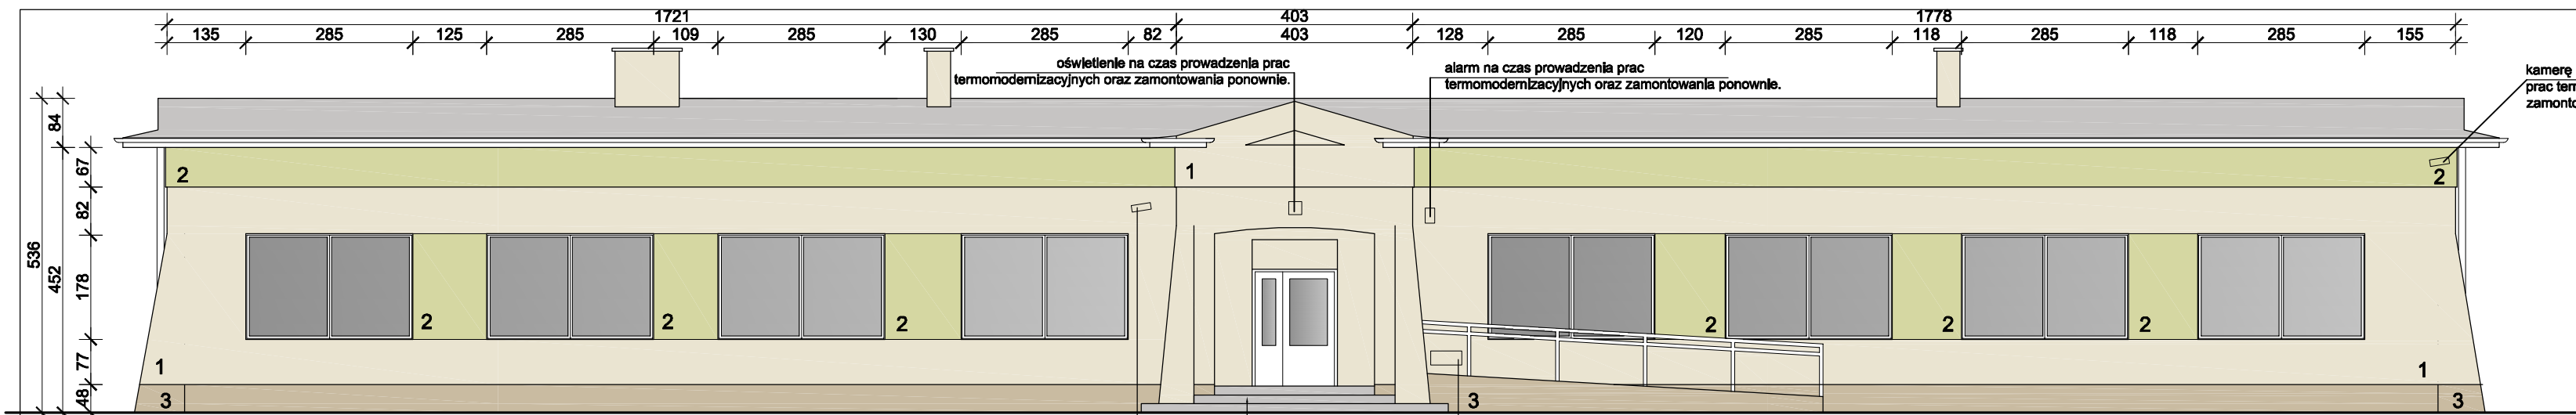 1721 403 1778
135 285 125 285 109 285 130 285 82 403 128 285 120 285 118 285 118 285 155
oświetlenie na czas prowadzenia prac
termomodernizacyjnych oraz zamontowania ponownie.
alarm na czas prowadzenia prac
termomodernizacyjnych oraz zamontowania ponownie.
kamerę
prac tern
zamonto
84
67
2 1 2
82
536
452
178
2 2 2 2 2 2
77
1 1
48
3 3 3